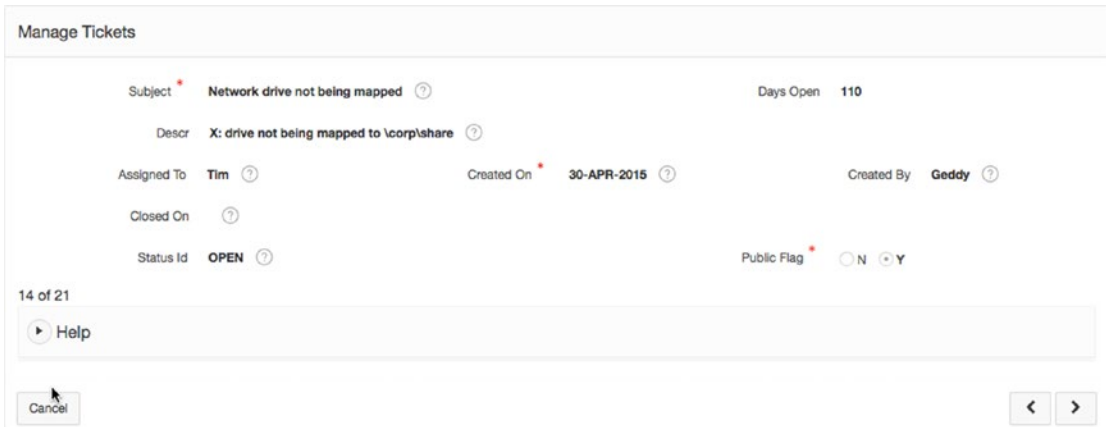 Manage Tickets
Subject * Network drive not being mapped ? Days Open 110
Descr X: drive not being mapped to \corp\share ?
Assigned To Tim ? Created On * 30-APR-2015 ? Created By Geddy ?
Closed On ?
Status Id OPEN ? Public Flag * N Y
14 of 21
Help
Cancel